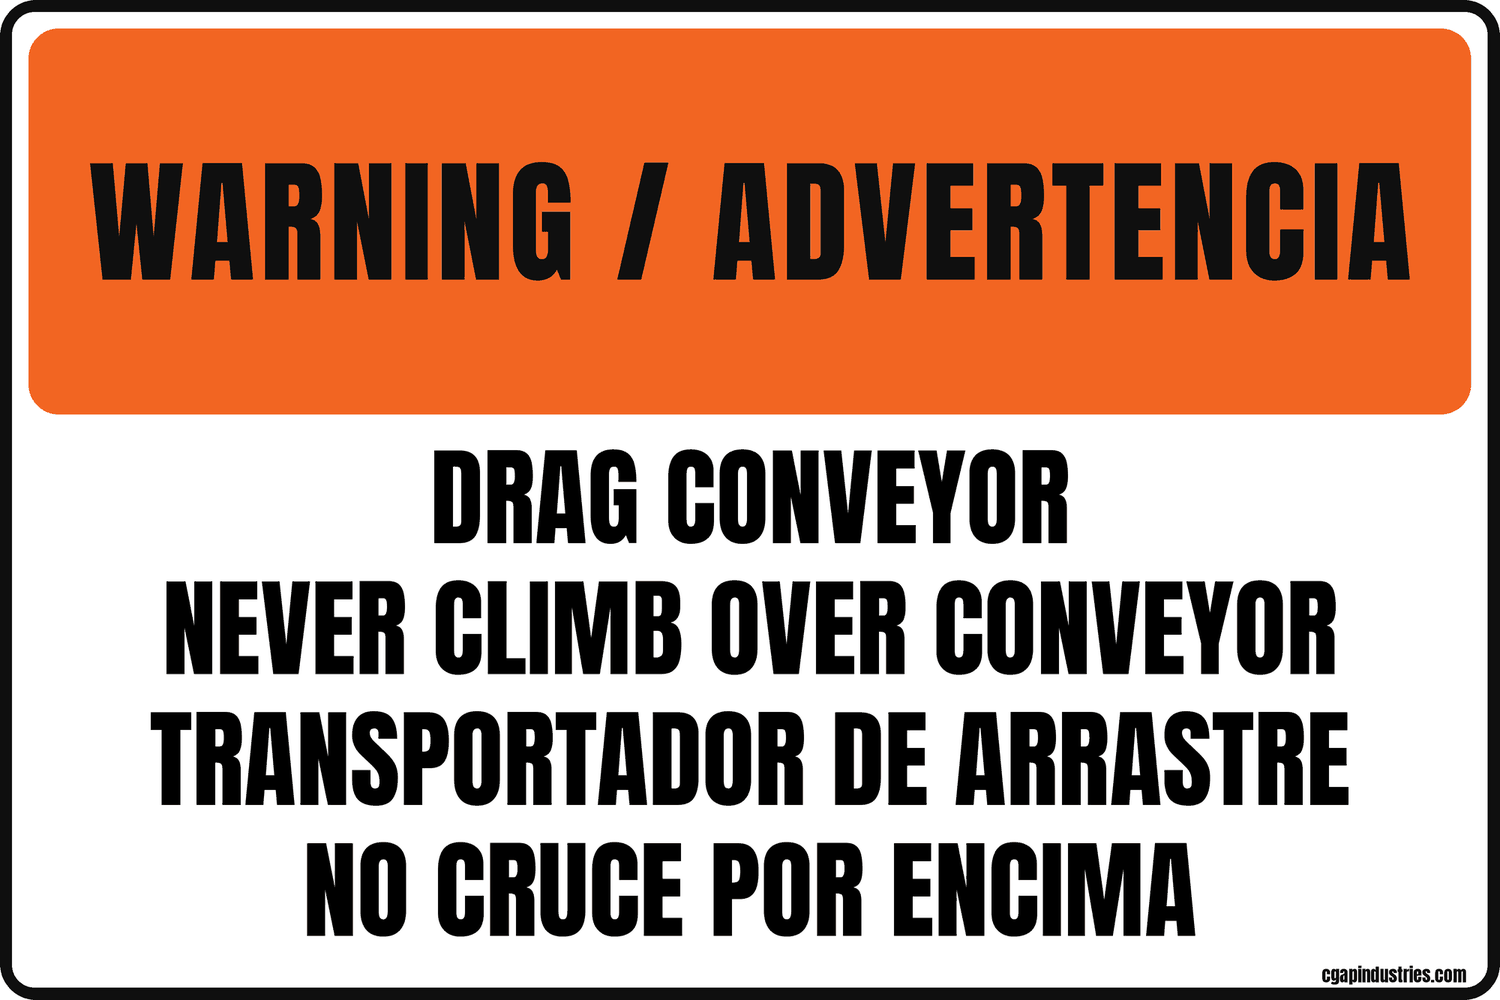 WARNING / ADVERTENCIA
DRAG CONVEYOR
NEVER CLIMB OVER CONVEYOR
TRANSPORTADOR DE ARRASTRE
NO CRUCE POR ENCIMA
cgapindustries.com